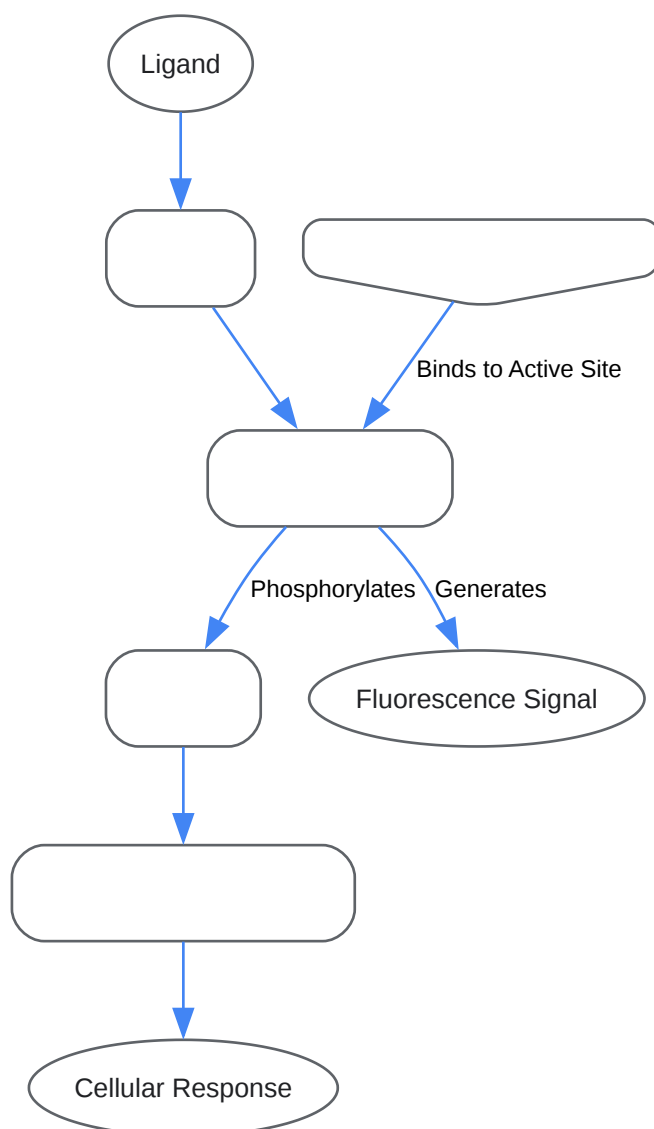 Ligand
Binds to Active Site
Phosphorylates
Generates
Fluorescence Signal
Cellular Response